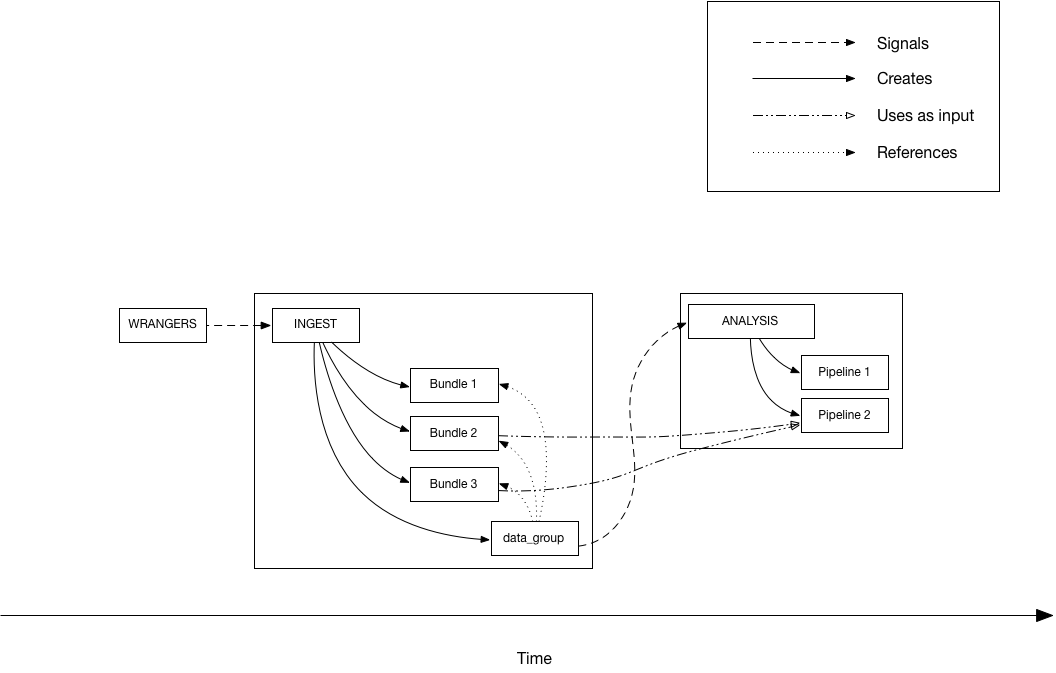 Signals
Creates
Uses as input
References
WRANGERS
INGEST
ANALYSIS
Bundle 1
Pipeline 1
Bundle 2
Pipeline 2
Bundle 3
data_group
Time